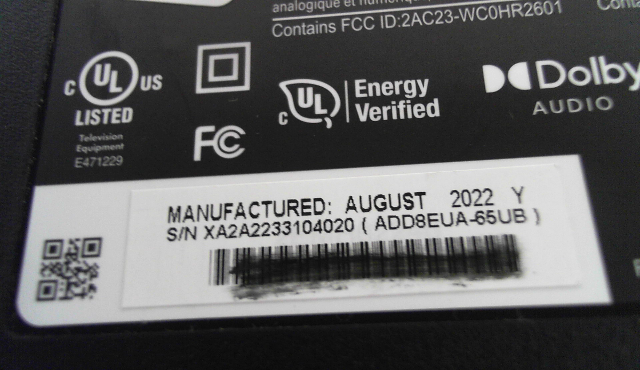 analogique et numérique
Contains FCC ID:2AC23-WC0HR2601
C UL US
LISTED
Television
Equipment
E471229
FC
C UL
Energy
Verified
Dolby
AUDIO
MANUFACTURED: AUGUST 2022 Y
S/N XA2A2233104020 ( ADD8EUA-65UB )